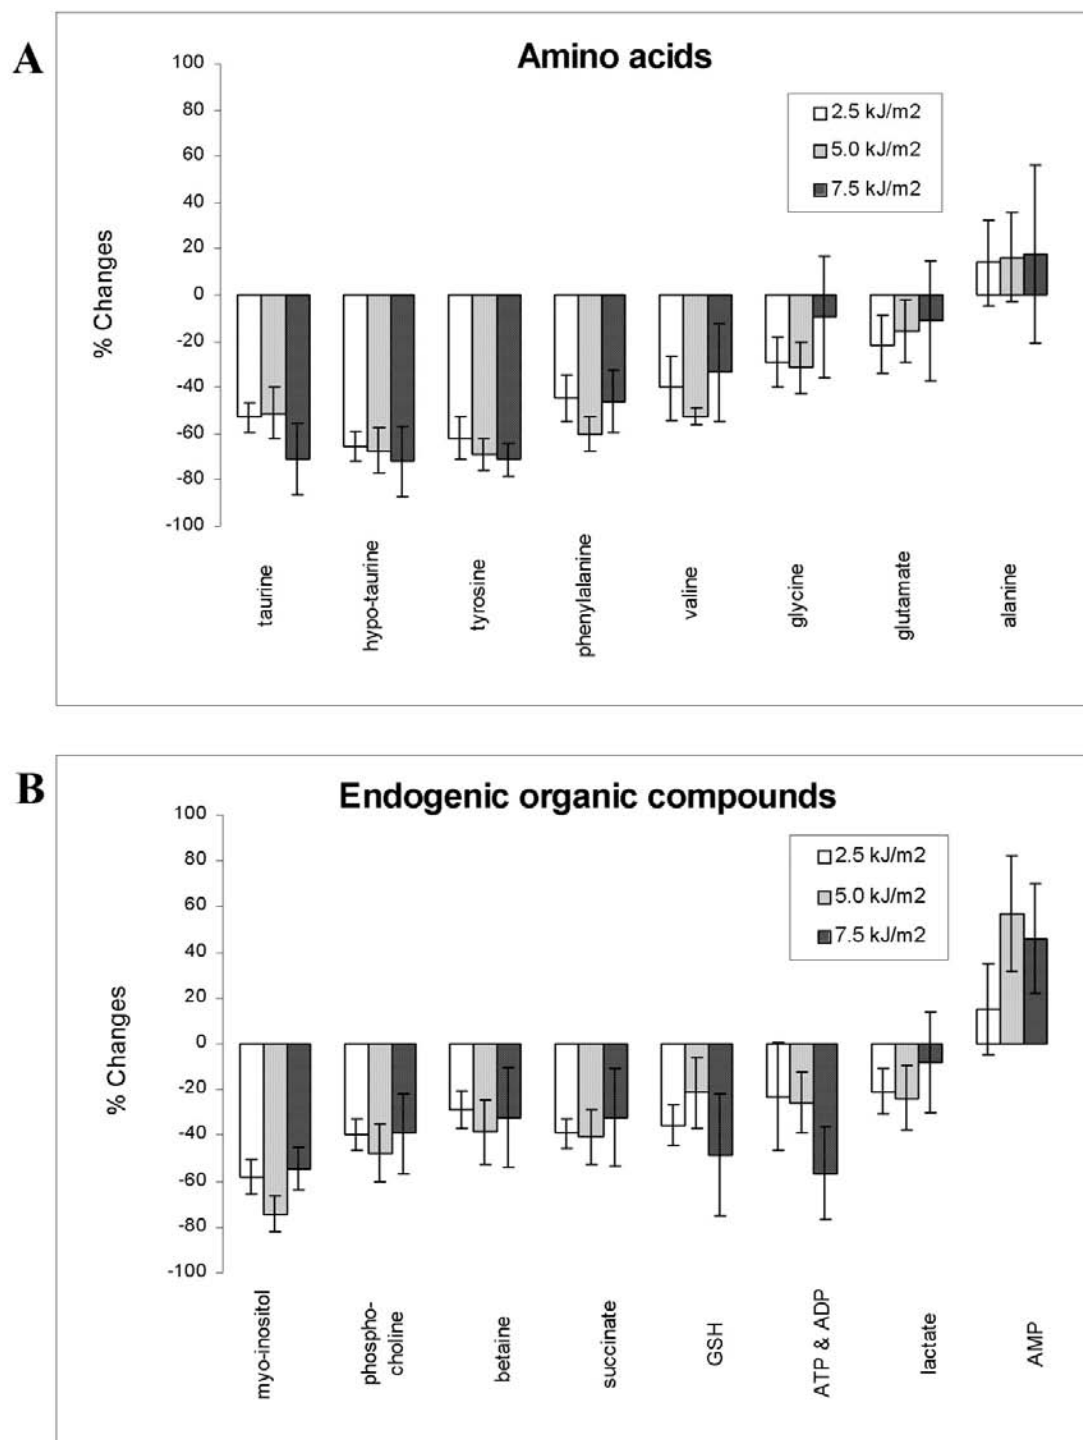 A
Amino acids
100
80
60
40
20
0
-20
-40
-60
-80
-100
% Changes
2.5 kJ/m2
5.0 kJ/m2
7.5 kJ/m2
taurine
hypo-taurine
tyrosine
phenylalanine
valine
glycine
glutamate
alanine
B
Endogenic organic compounds
100
80
60
40
20
0
-20
-40
-60
-80
-100
% Changes
2.5 kJ/m2
5.0 kJ/m2
7.5 kJ/m2
myo-inositol
phospho-
choline
betaine
succinate
GSH
ATP & ADP
lactate
AMP